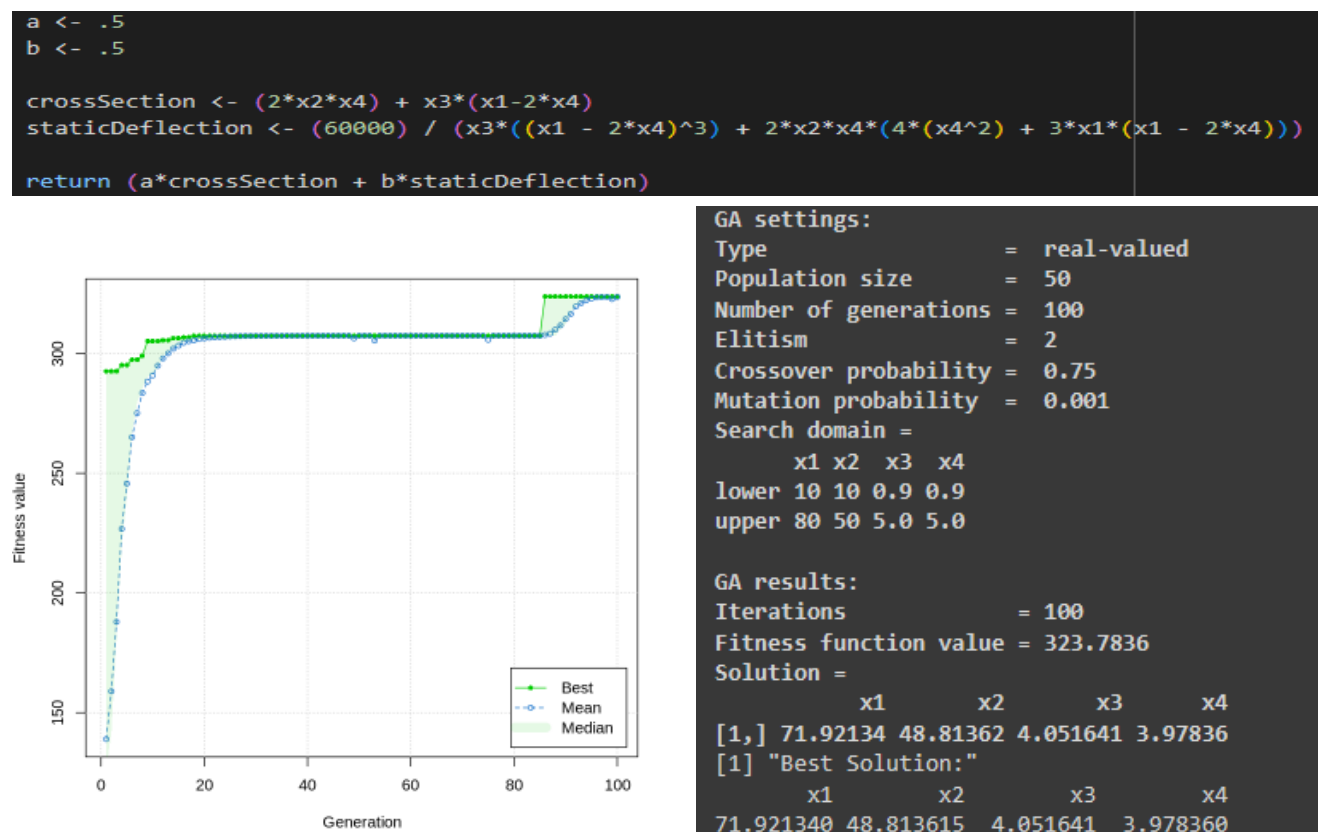 a <- .5
b <- .5
crossSection <- (2*x2*x4) + x3*(x1-2*x4)
staticDeflection <- (60000) / (x3*((x1 - 2*x4)^3) + 2*x2*x4*(4*(x4^2) + 3*x1*(x1 - 2*x4)))
return (a*crossSection + b*staticDeflection)
Fitness value
150 200 250 300
0 20 40 60 80 100
Generation
Best
Mean
Median
GA settings:
Type = real-valued
Population size = 50
Number of generations = 100
Elitism = 2
Crossover probability = 0.75
Mutation probability = 0.001
Search domain =
x1 x2 x3 x4
lower 10 10 0.9 0.9
upper 80 50 5.0 5.0
GA results:
Iterations = 100
Fitness function value = 323.7836
Solution =
x1 x2 x3 x4
[1,] 71.92134 48.81362 4.051641 3.97836
[1] "Best Solution:"
x1 x2 x3 x4
71.921340 48.813615 4.051641 3.978360